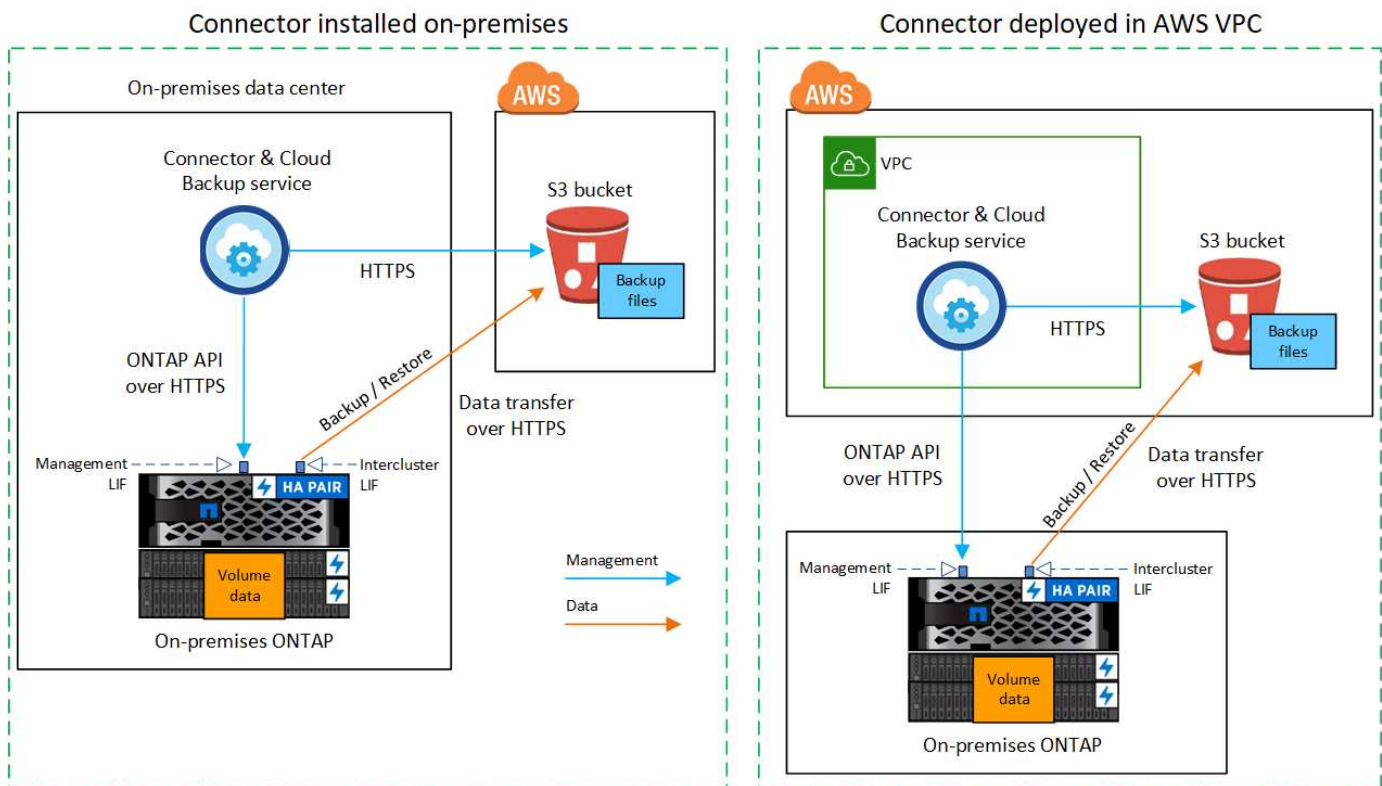 Connector installed on-premises
On-premises data center
AWS
Connector & Cloud
Backup service
S3 bucket
HTTPS
Backup
files
ONTAP API
over HTTPS
Backup / Restore
Data transfer
over HTTPS
Management
LIF
Intercluster
LIF
HA PAIR
Volume
data
On-premises ONTAP
Management
Data
Connector deployed in AWS VPC
AWS
VPC
Connector & Cloud
Backup service
S3 bucket
HTTPS
Backup
files
ONTAP API
over HTTPS
Backup / Restore
Data transfer
over HTTPS
Management
LIF
Intercluster
LIF
HA PAIR
Volume
data
On-premises ONTAP